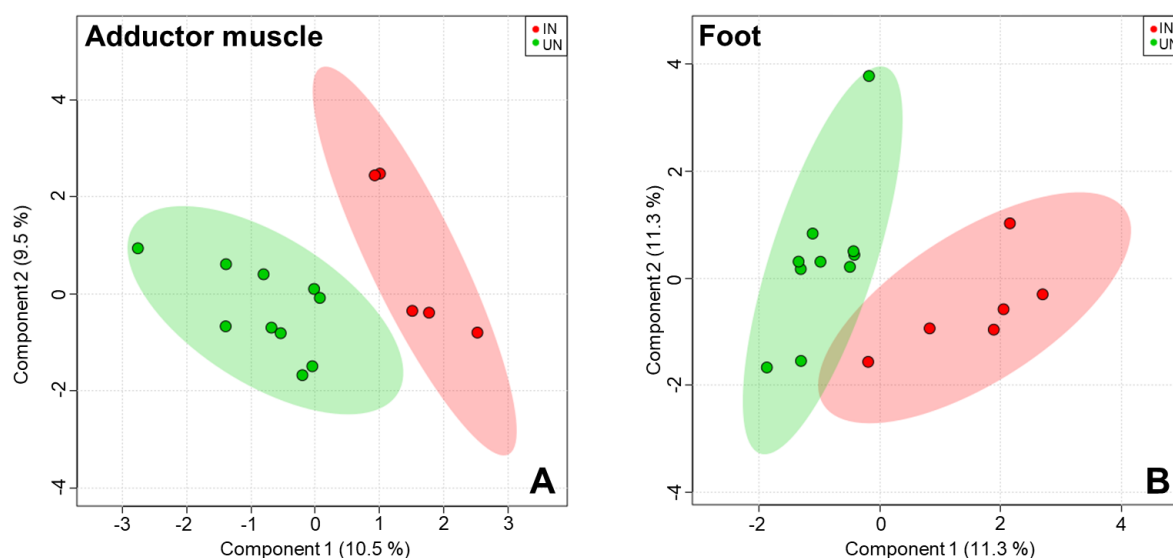 Adductor muscle
IN
UN
4
2
0
-2
-4
Component 2 (9.5 %)
-3
-2
-1
0
1
2
3
Component 1 (10.5 %)
A
Foot
IN
UN
4
2
0
-2
-4
Component 2 (11.3 %)
-2
0
2
4
Component 1 (11.3 %)
B